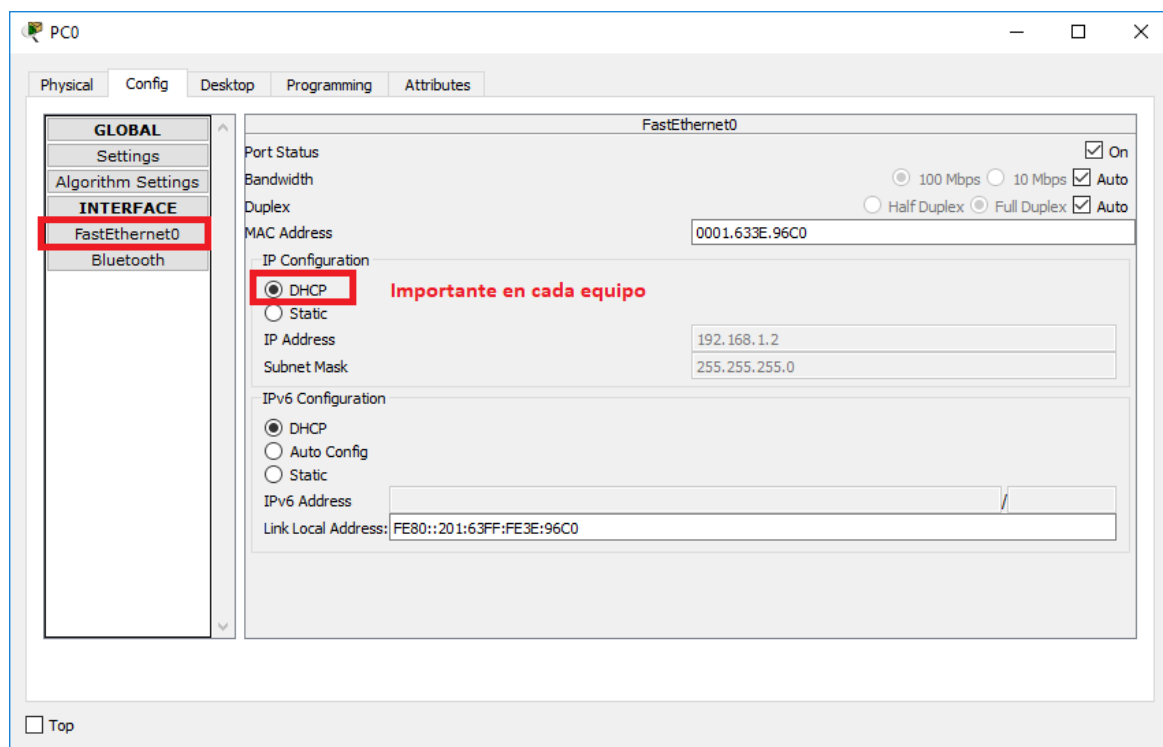 PC0
Physical Config Desktop Programming Attributes
GLOBAL
Settings
Algorithm Settings
INTERFACE
FastEthernet0
Bluetooth
FastEthernet0
Port Status On
Bandwidth 100 Mbps 10 Mbps Auto
Duplex Half Duplex Full Duplex Auto
MAC Address 0001.633E.96C0
IP Configuration
DHCP Importante en cada equipo
Static
IP Address 192.168.1.2
Subnet Mask 255.255.255.0
IPv6 Configuration
DHCP
Auto Config
Static
IPv6 Address /
Link Local Address: FE80::201:63FF:FE3E:96C0
Top